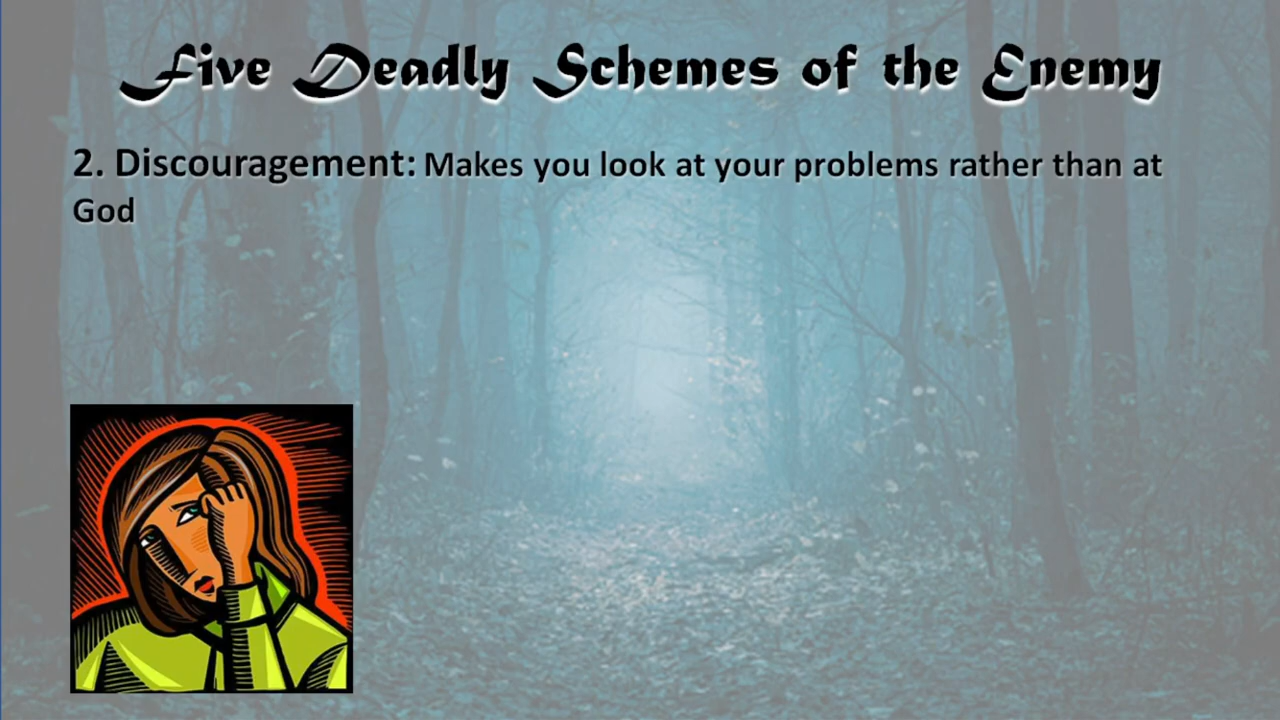 Five Deadly Schemes of the Enemy
2. Discouragement: Makes you look at your problems rather than at
God